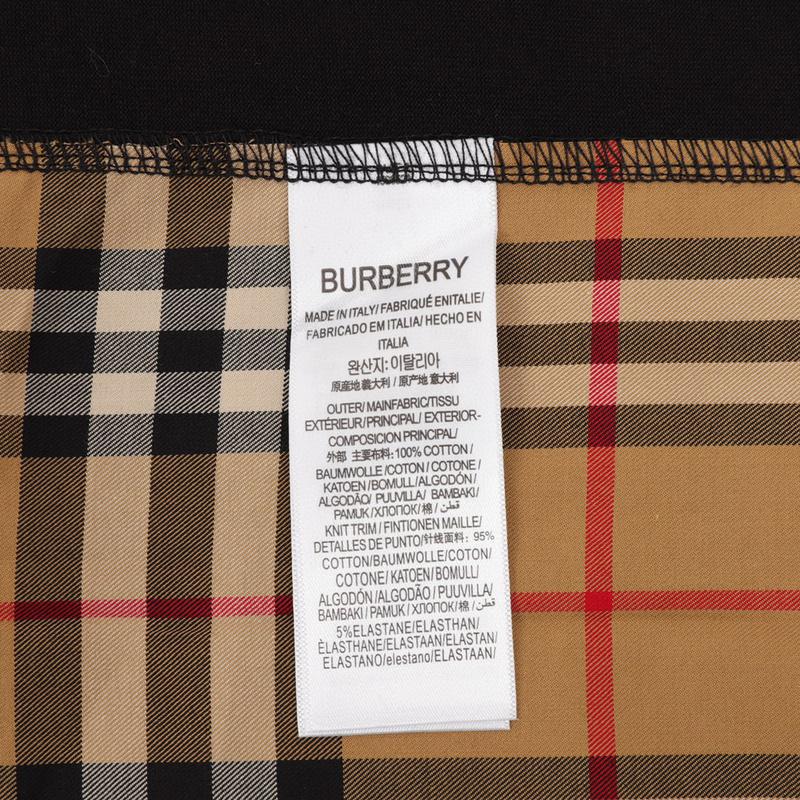 BURBERRY
MADE IN ITALY/ FABRIQUÉ ENITALIE/
FABRICADO EM ITALIA/ HECHO EN
ITALIA
완산지: 이탈리아
原産地義大利 / 原产地 意大利
OUTER/ MAINFABRIC/TISSU
EXTÉRIEUR/PRINCIPAL/ EXTERIOR-
COMPOSICION PRINCIPAL/
外部 主要布料: 100% COTTON /
BAUMWOLLE /COTON / COTONE /
KATOEN / BOMULL/ ALGODÓN/
ALGODÃO/ PUUVILLA/ BAMBAKI/
PAMUK / ХЛОПОК/ 棉 / قطن
KNIT TRIM / FINTIONEN MAILLE/
DETALLES DE PUNTO/针线面料: 95%
COTTON/BAUMWOLLE/COTON/
COTONE/ KATOEN/ BOMULL/
ALGODÓN/ ALGODÃO / PUUVILLA/
BAMBAKI / PAMUK / ХЛОПОК/棉 / قطن
5%ELASTANE/ELASTHAN/
ÈLASTHANE/ELASTAAN/ELASTAN/
ELASTANO/elestano/ELASTAAN/